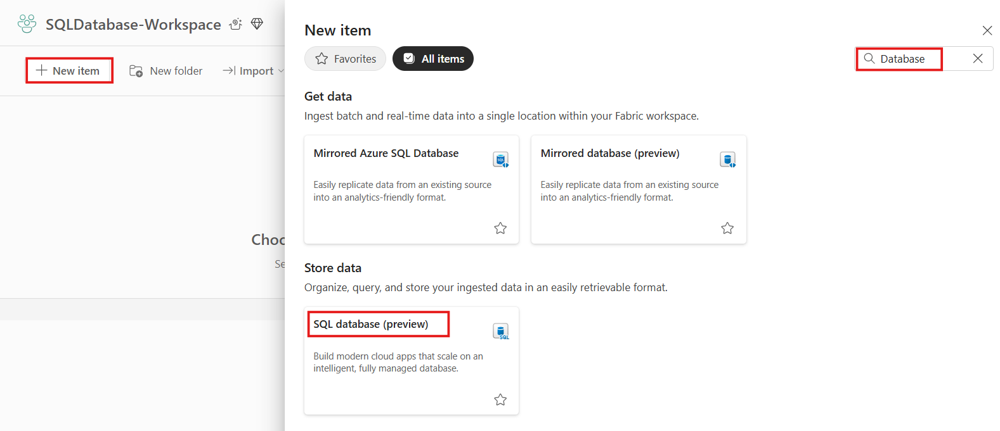 SQLDatabase-Workspace
New item
New folder
Import
Choc
Se
New item
Favorites
All items
Database
Get data
Ingest batch and real-time data into a single location within your Fabric workspace.
Mirrored Azure SQL Database
SQL
Easily replicate data from an existing source
into an analytics-friendly format.
Mirrored database (preview)
Easily replicate data from an existing source
into an analytics-friendly format.
Store data
Organize, query, and store your ingested data in an easily retrievable format.
SQL database (preview)
SQL
Build modern cloud apps that scale on an
intelligent, fully managed database.